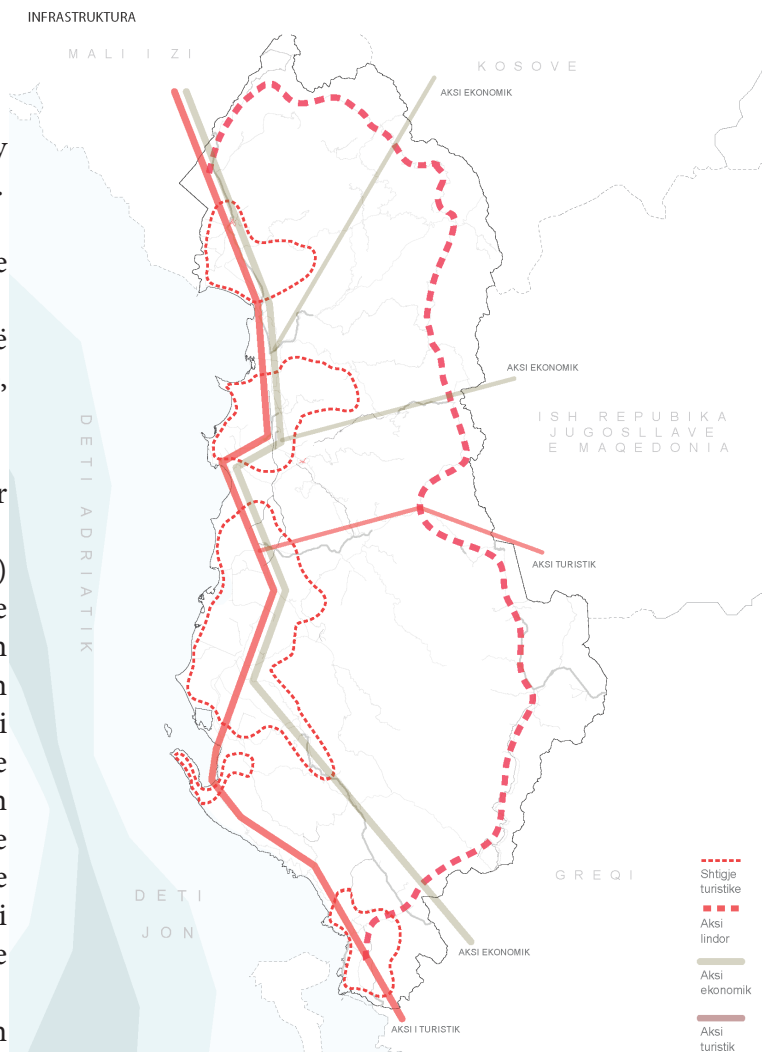 INFRASTRUKTURA
MALI I ZI
KOSOVE
AKSI EKONOMIK
AKSI EKONOMIK
ISH REPUBIKA
JUGOSLLAVE
E MAQEDONIA
DETI ADRIATIK
AKSI TURISTIK
GREQI
DETI
JON
AKSI EKONOMIK
AKSI I TURISTIK
Shtigje
turistike
Aksi
lindor
Aksi
ekonomik
Aksi
turistik